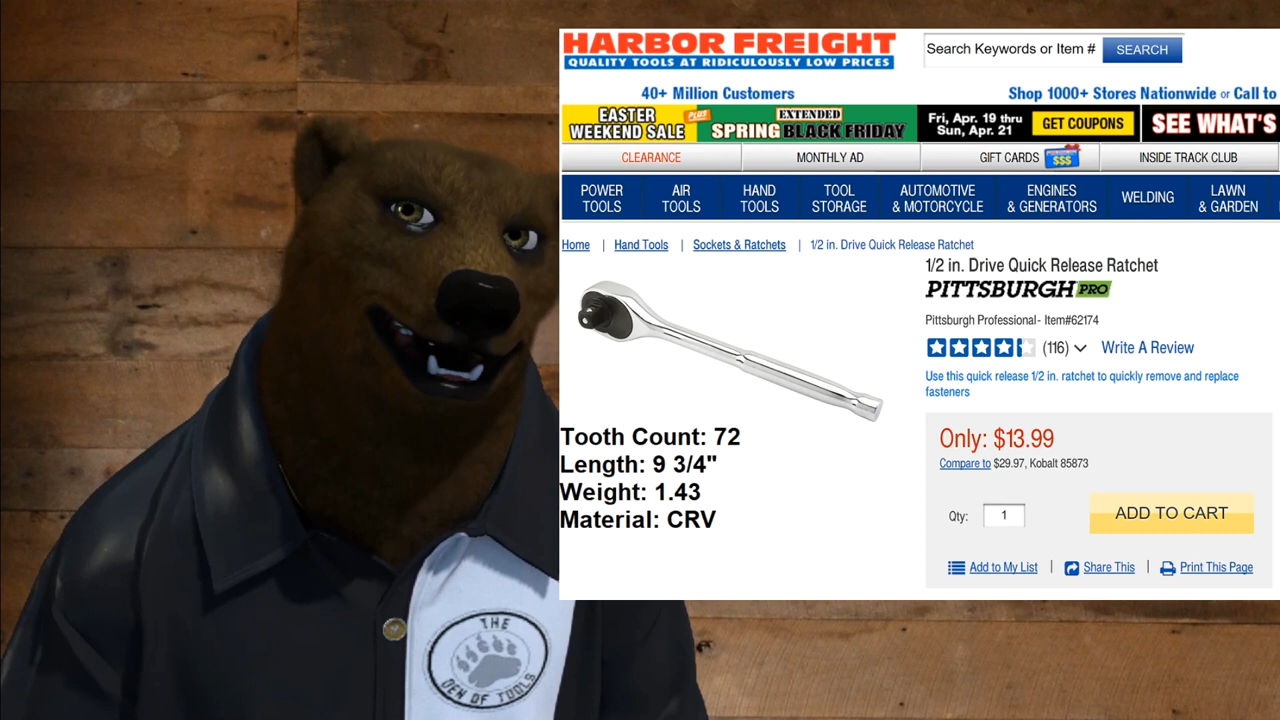 HARBOR FREIGHT
QUALITY TOOLS AT RIDICULOUSLY LOW PRICES
Search Keywords or Item #
SEARCH
40+ Million Customers
Shop 1000+ Stores Nationwide or Call to
EASTER
WEEKEND SALE
PLUS
EXTENDED
SPRING BLACK FRIDAY
Fri, Apr. 19 thru
Sun, Apr. 21
GET COUPONS
SEE WHAT'S
CLEARANCE
MONTHLY AD
GIFT CARDS
$$$
INSIDE TRACK CLUB
POWER
TOOLS
AIR
TOOLS
HAND
TOOLS
TOOL
STORAGE
AUTOMOTIVE
& MOTORCYCLE
ENGINES
& GENERATORS
WELDING
LAWN
& GARDEN
Home | Hand Tools | Sockets & Ratchets | 1/2 in. Drive Quick Release Ratchet
1/2 in. Drive Quick Release Ratchet
PITTSBURGH PRO
Pittsburgh Professional - Item#62174
(116) Write A Review
Use this quick release 1/2 in. ratchet to quickly remove and replace
fasteners
Tooth Count: 72
Length: 9 3/4"
Weight: 1.43
Material: CRV
Only: $13.99
Compare to $29.97, Kobalt 85873
Qty: 1
ADD TO CART
Add to My List | Share This | Print This Page
THE
DEN OF TOOLS